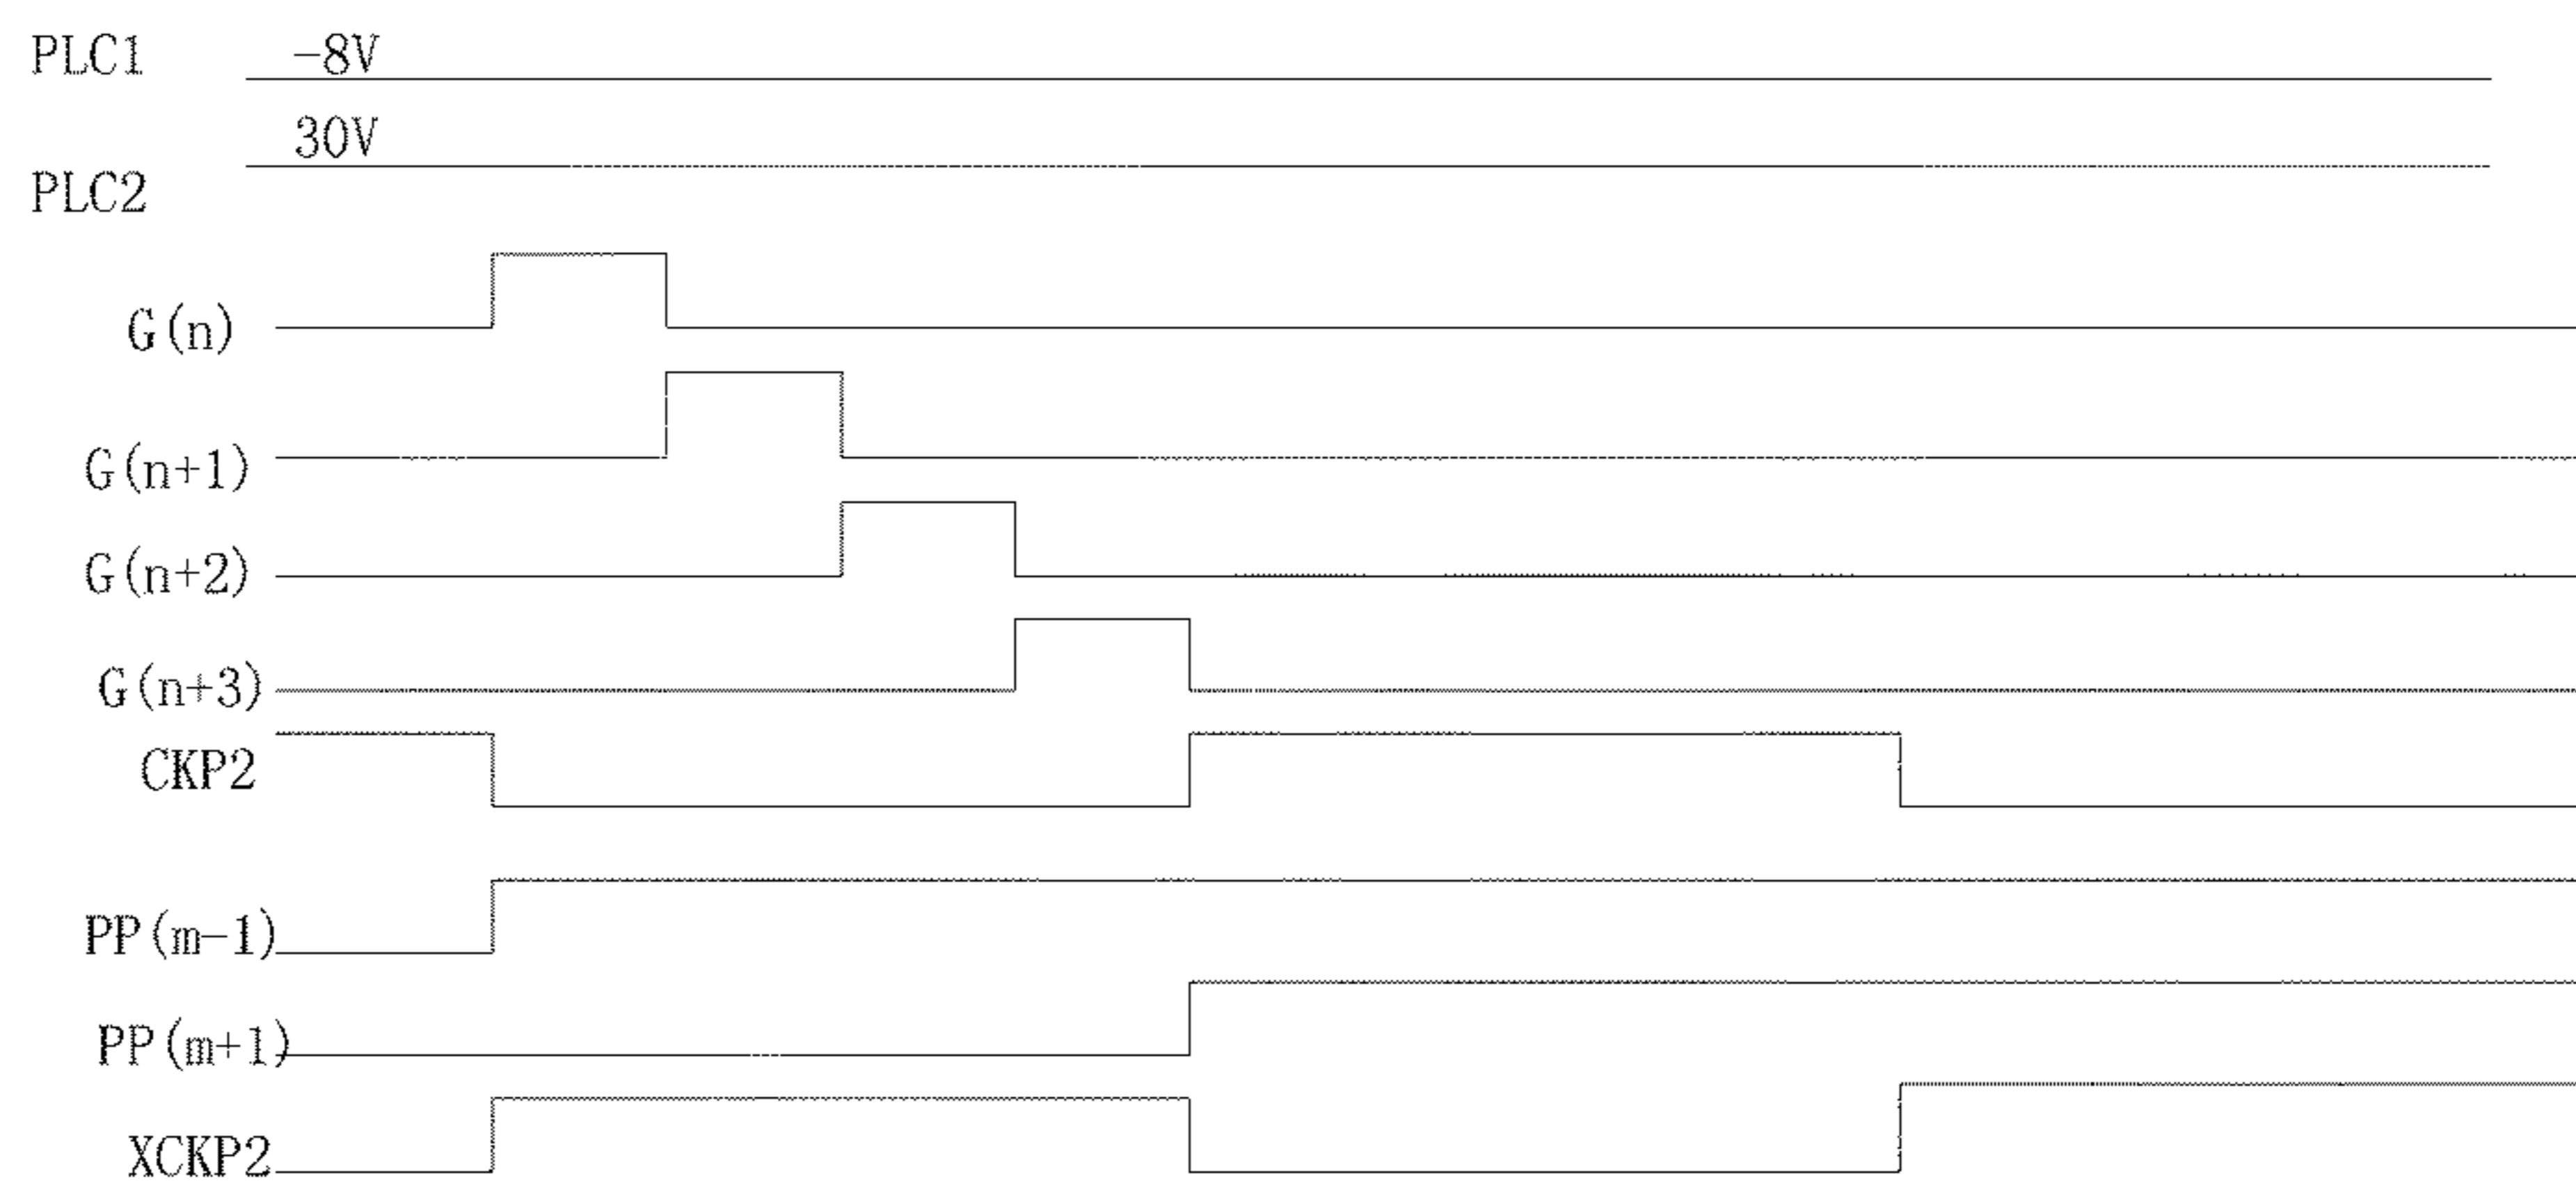 PLC1 -8V
30V
PLC2
G(n)
G(n+1)
G(n+2)
G(n+3)
CKP2
PP(m-1)
PP(m+1)
XCKP2